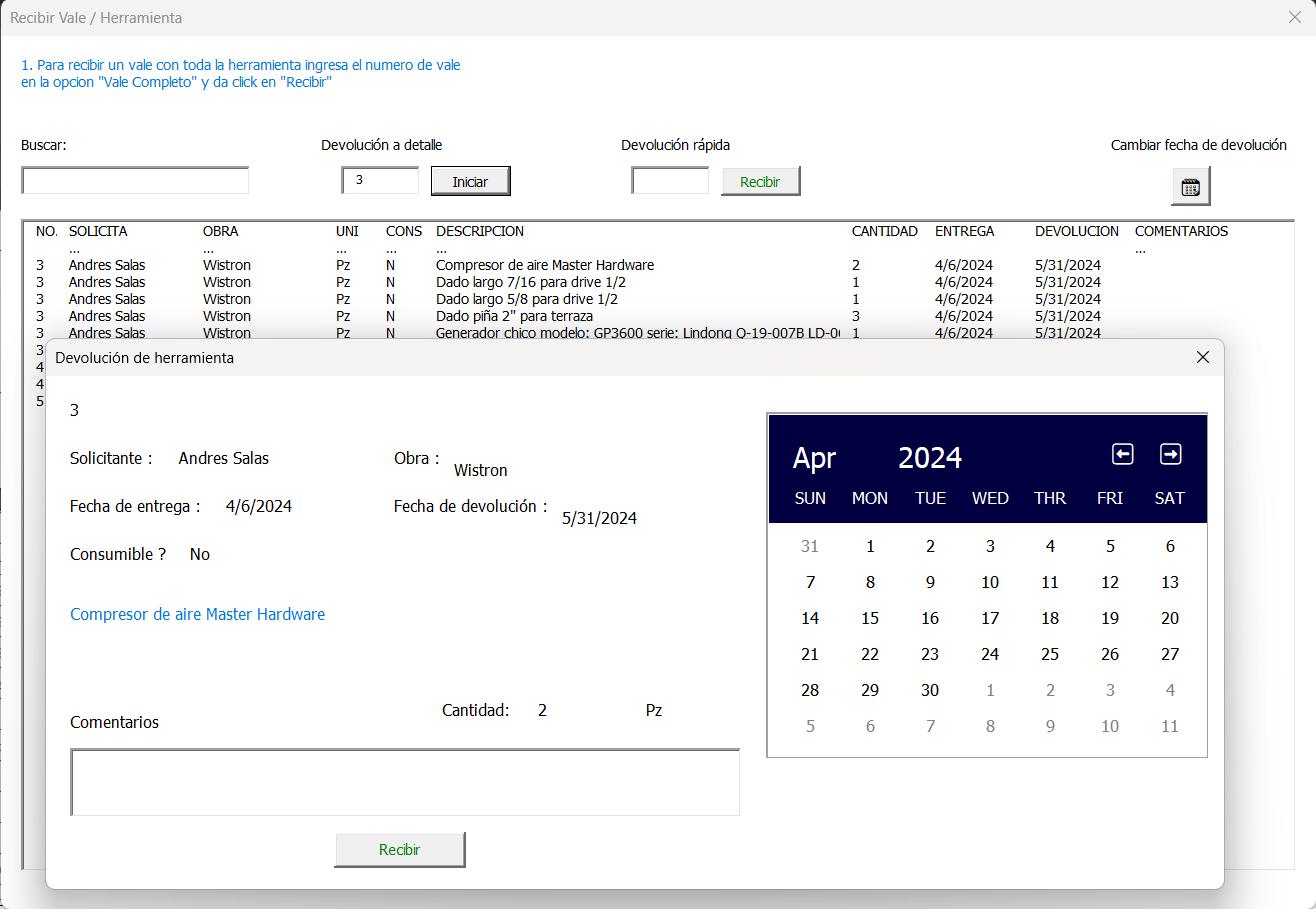 Recibir Vale / Herramienta
1. Para recibir un vale con toda la herramienta ingresa el numero de vale
en la opcion "Vale Completo" y da click en "Recibir"
Buscar: Devolución a detalle Devolución rápida Cambiar fecha de devolución
3 Iniciar Recibir
NO. SOLICITA OBRA UNI CONS DESCRIPCION CANTIDAD ENTREGA DEVOLUCION COMENTARIOS
... ... ... ... ... ...
3 Andres Salas Wistron Pz N Compresor de aire Master Hardware 2 4/6/2024 5/31/2024
3 Andres Salas Wistron Pz N Dado largo 7/16 para drive 1/2 1 4/6/2024 5/31/2024
3 Andres Salas Wistron Pz N Dado largo 5/8 para drive 1/2 1 4/6/2024 5/31/2024
3 Andres Salas Wistron Pz N Dado piña 2" para terraza 3 4/6/2024 5/31/2024
3 Andres Salas Wistron Pz N Generador chico modelo: GP3600 serie: Lindong Q-19-007B LD-0 1 4/6/2024 5/31/2024
3
4
4
5
Devolución de herramienta
3
Solicitante : Andres Salas Obra : Wistron
Fecha de entrega : 4/6/2024 Fecha de devolución : 5/31/2024
Consumible ? No
Compresor de aire Master Hardware
Cantidad: 2 Pz
Comentarios
Recibir
Apr 2024
SUN MON TUE WED THR FRI SAT
31 1 2 3 4 5 6
7 8 9 10 11 12 13
14 15 16 17 18 19 20
21 22 23 24 25 26 27
28 29 30 1 2 3 4
5 6 7 8 9 10 11